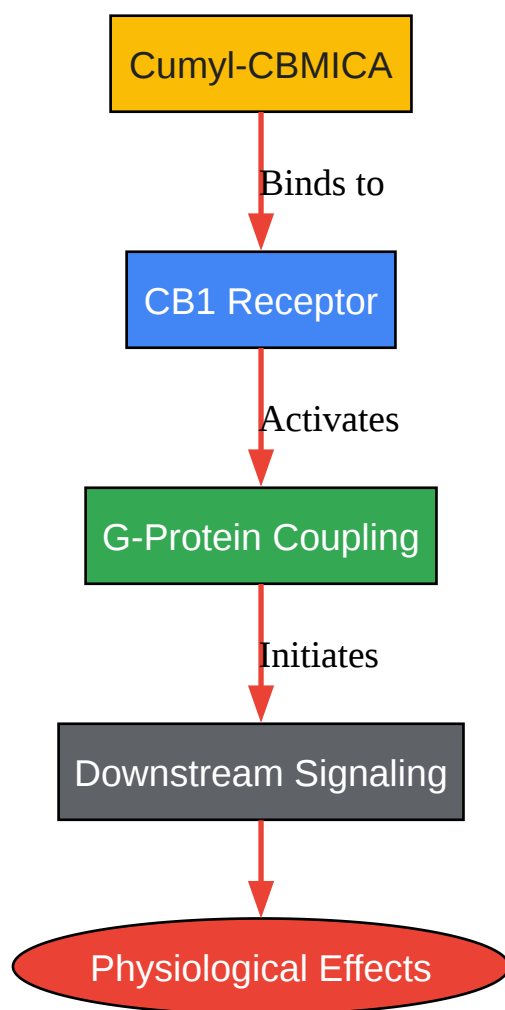 Cumyl-CBMICA
Binds to
CB1 Receptor
Activates
G-Protein Coupling
Initiates
Downstream Signaling
Physiological Effects